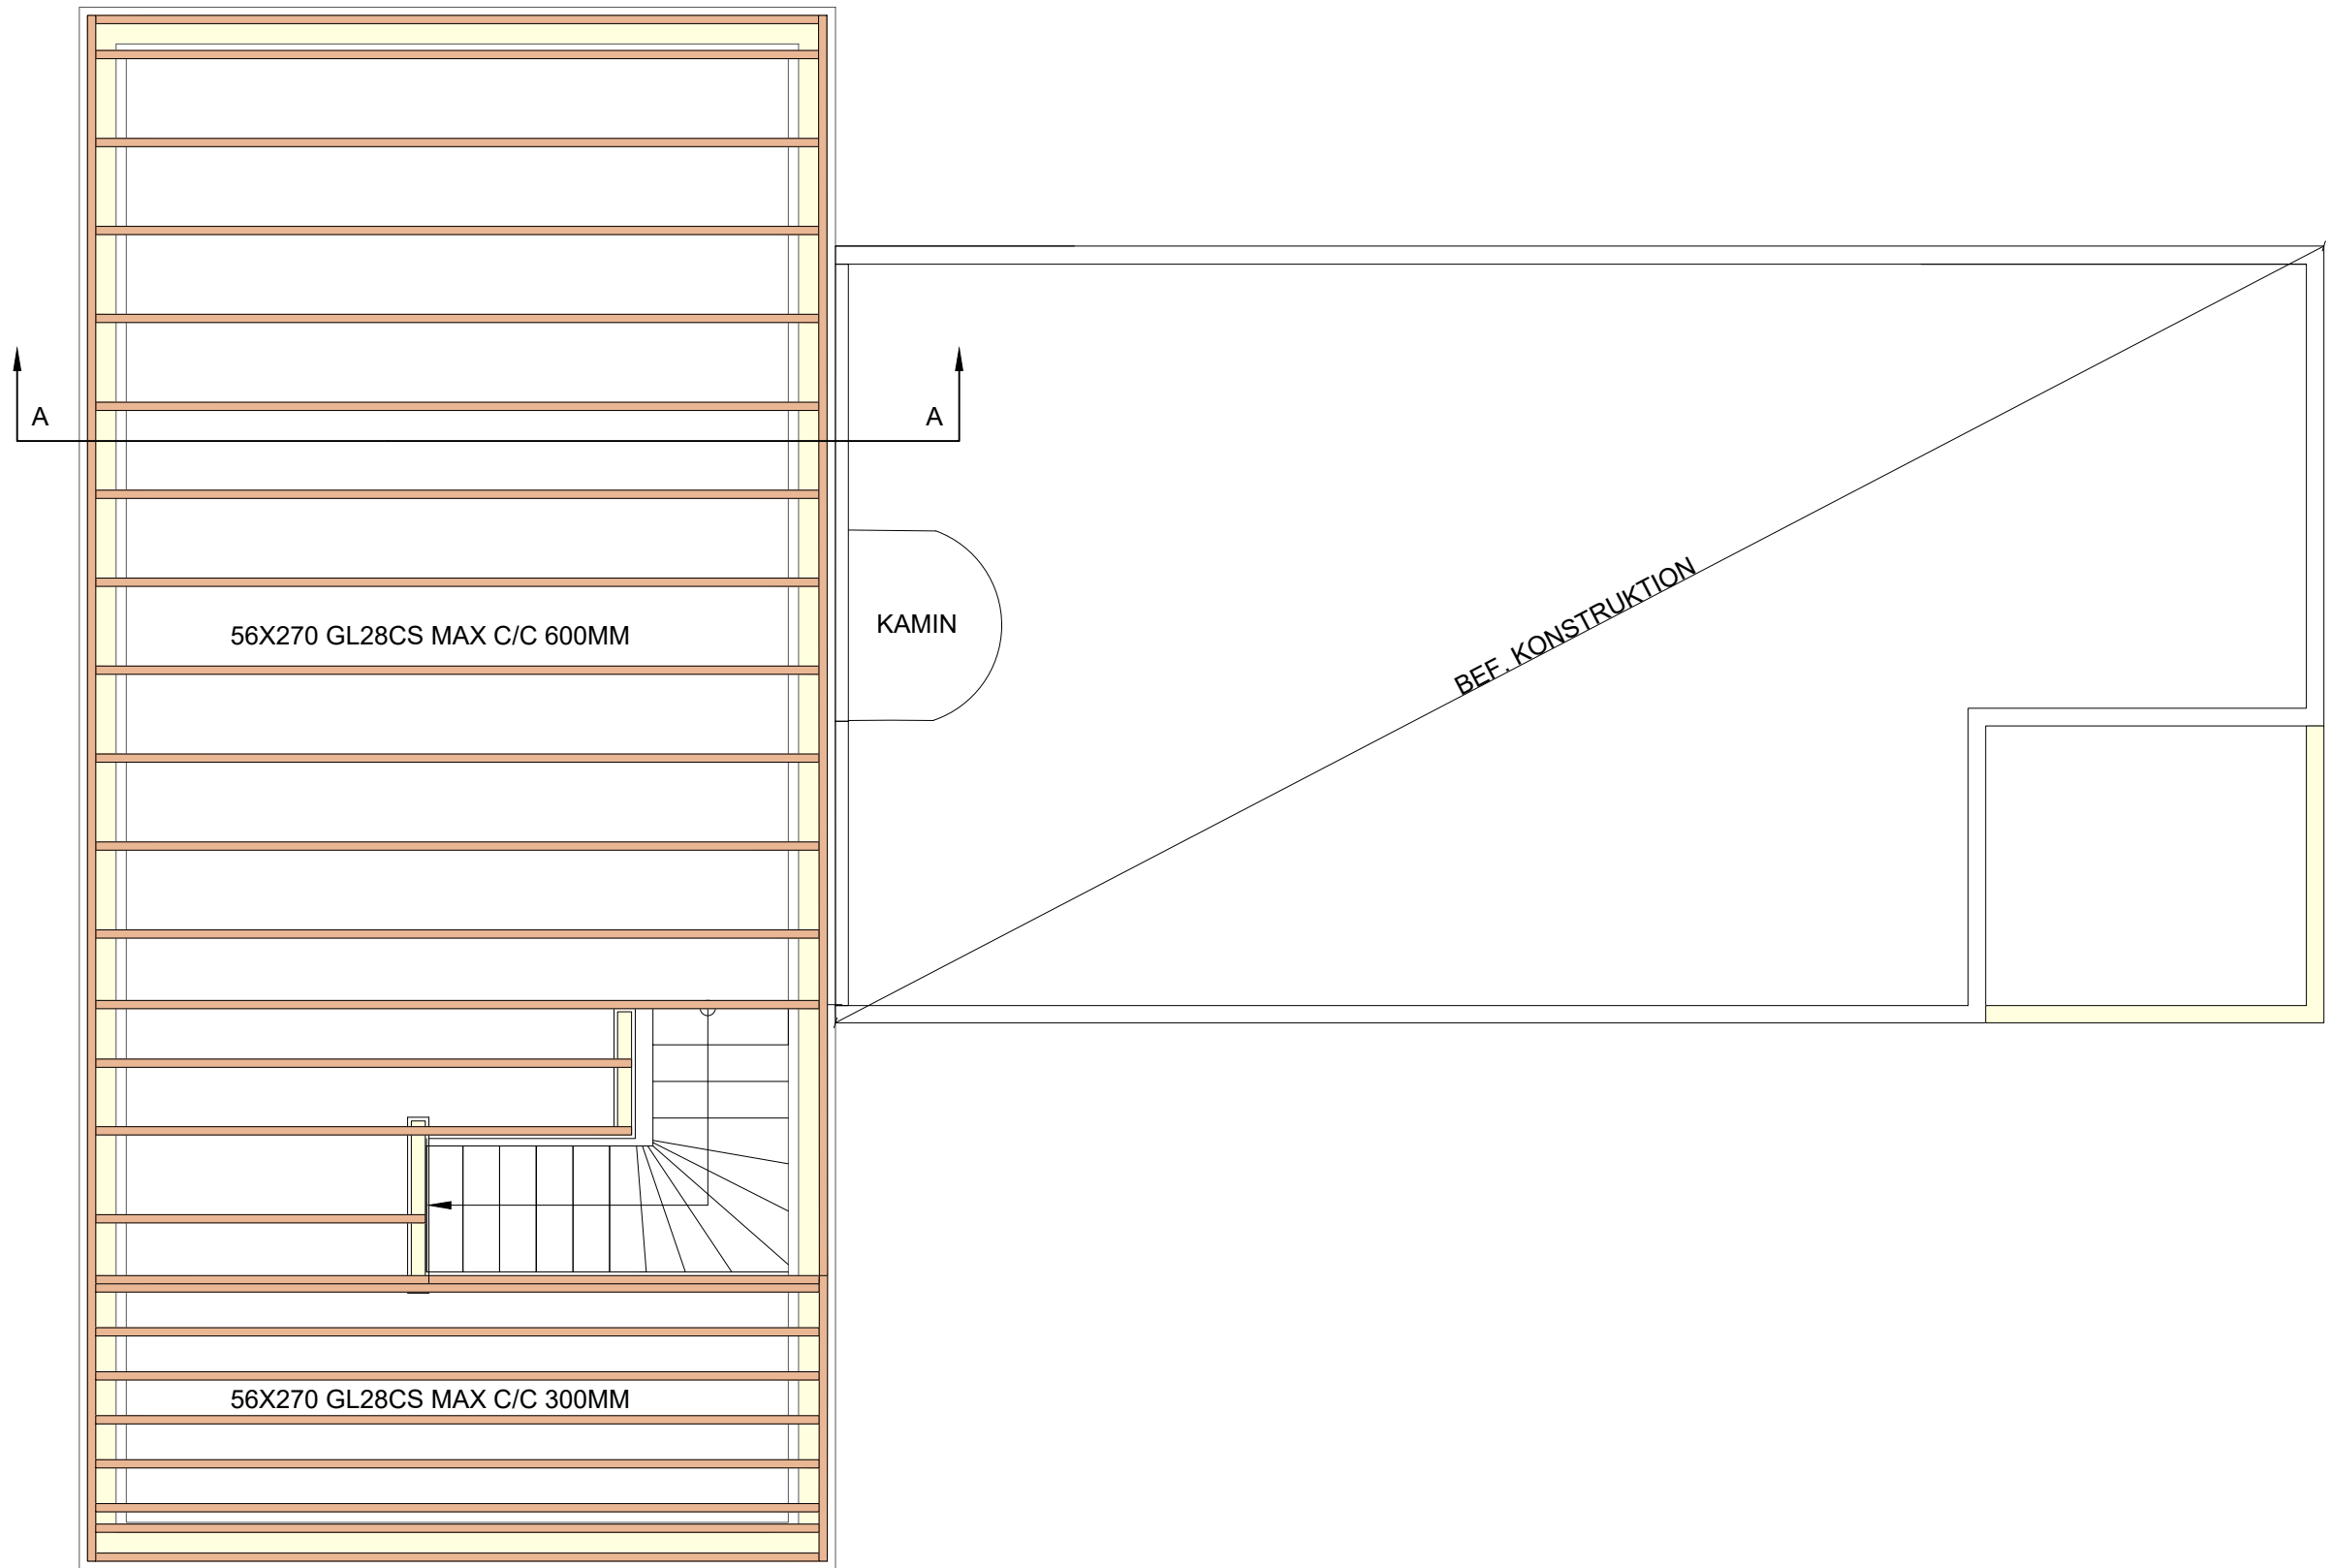 A
A
56X270 GL28CS MAX C/C 600MM
KAMIN
BEF. KONSTRUKTION
56X270 GL28CS MAX C/C 300MM